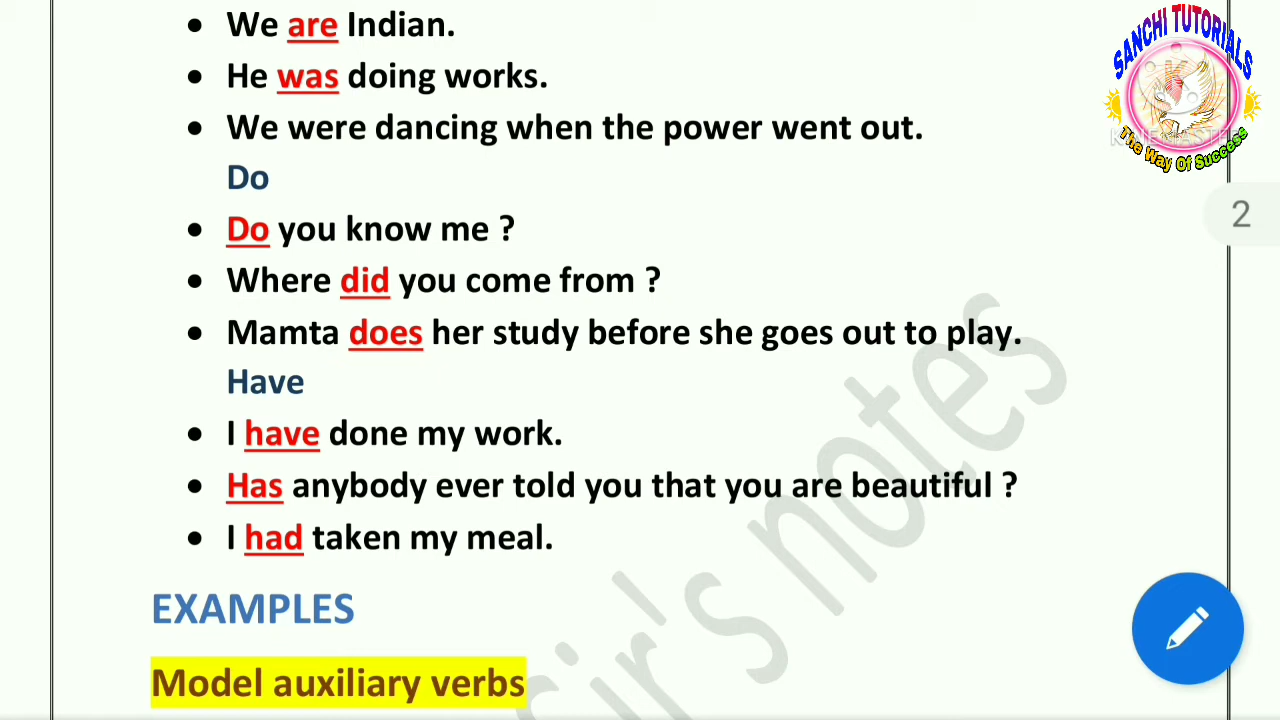 We are Indian.
He was doing works.
We were dancing when the power went out.
Do
Do you know me ?
Where did you come from ?
Mamta does her study before she goes out to play.
Have
I have done my work.
Has anybody ever told you that you are beautiful ?
I had taken my meal.
EXAMPLES
Model auxiliary verbs
SANCHI TUTORIALS
KINEMASTER
The Way Of Success
2
Sir's notes